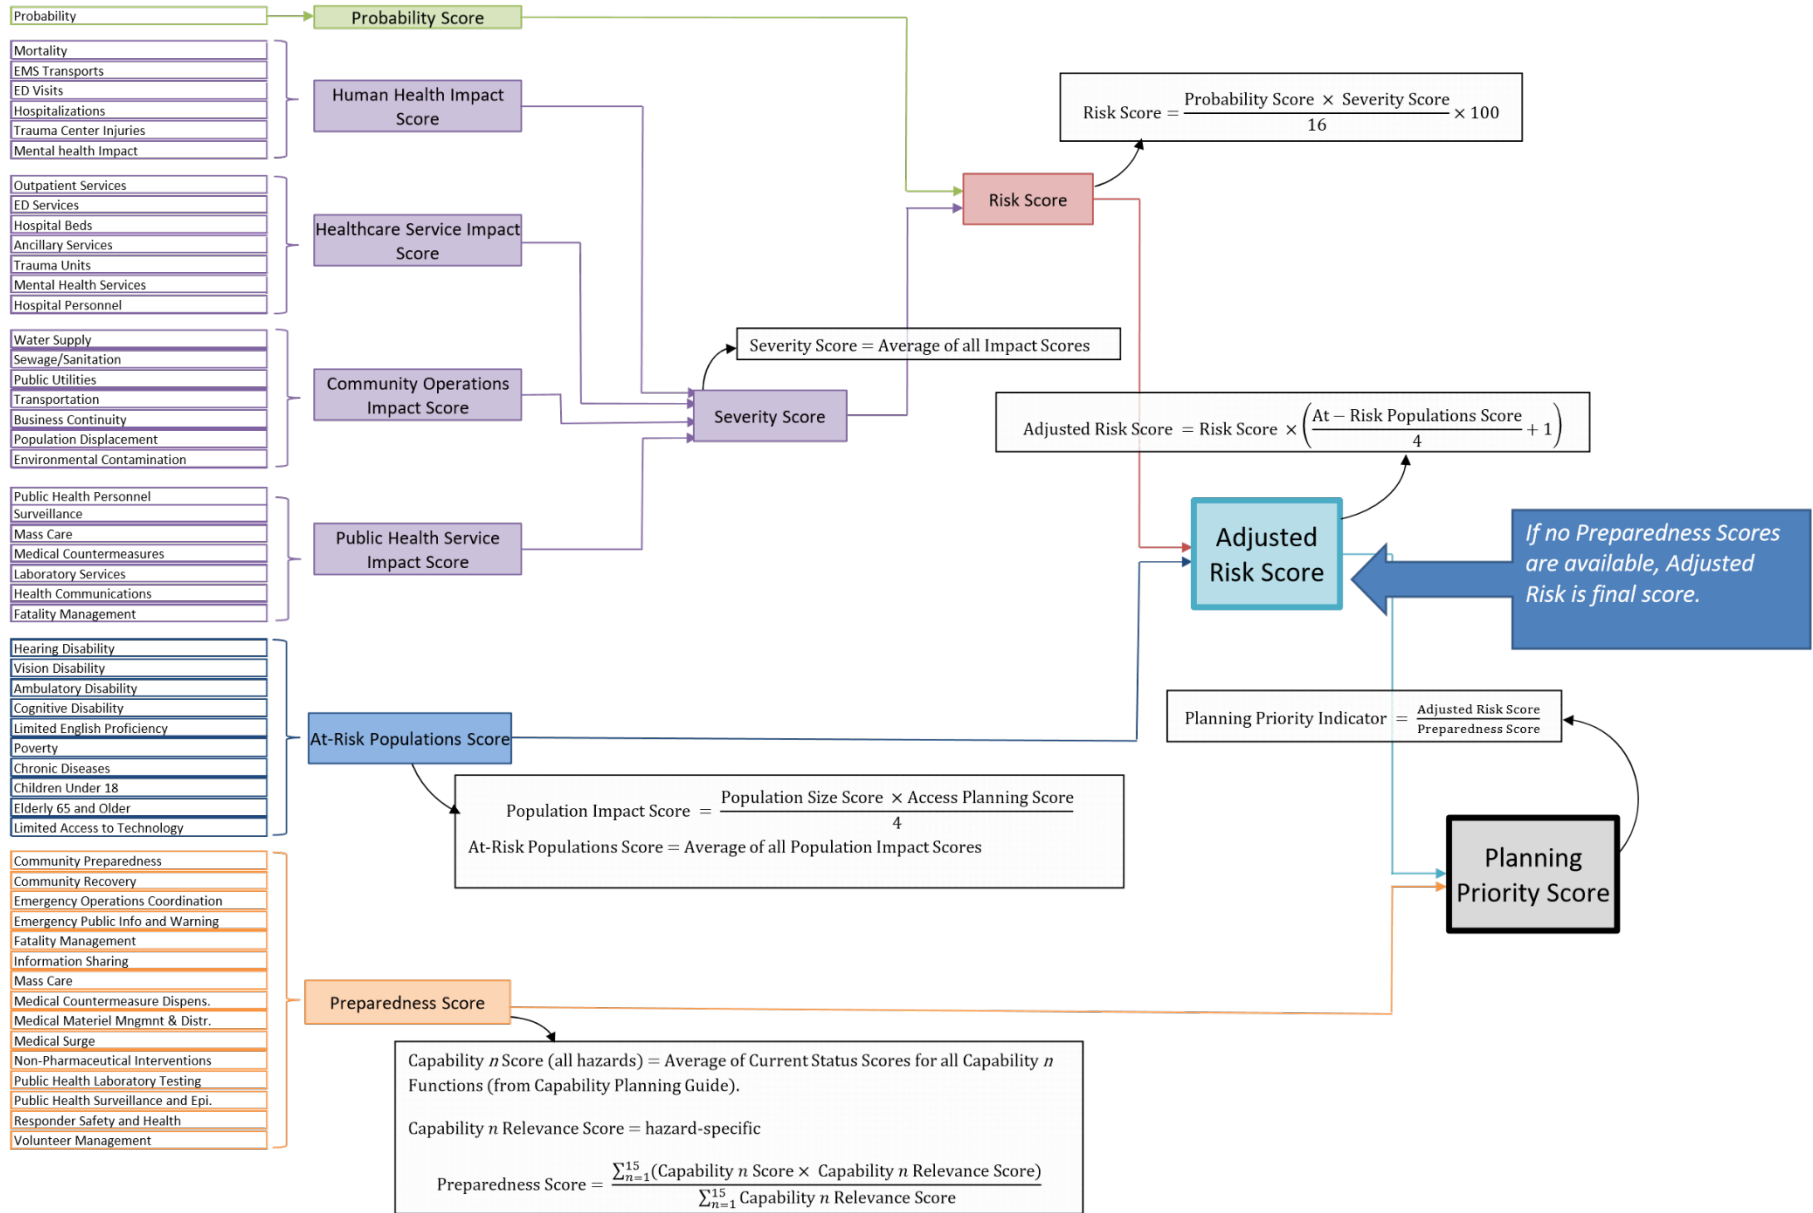 Probability
Probability Score
Mortality
EMS Transports
ED Visits
Hospitalizations
Trauma Center Injuries
Mental health Impact
Human Health Impact
Score
Outpatient Services
ED Services
Hospital Beds
Ancillary Services
Trauma Units
Mental Health Services
Hospital Personnel
Healthcare Service Impact
Score
Water Supply
Sewage/Sanitation
Public Utilities
Transportation
Business Continuity
Population Displacement
Environmental Contamination
Community Operations
Impact Score
Public Health Personnel
Surveillance
Mass Care
Medical Countermeasures
Laboratory Services
Health Communications
Fatality Management
Public Health Service
Impact Score
Severity Score = Average of all Impact Scores
Severity Score
Risk Score = Probability Score × Severity Score / 16 × 100
Risk Score
Adjusted Risk Score = Risk Score × (At − Risk Populations Score / 4 + 1)
Adjusted
Risk Score
If no Preparedness Scores
are available, Adjusted
Risk is final score.
Hearing Disability
Vision Disability
Ambulatory Disability
Cognitive Disability
Limited English Proficiency
Poverty
Chronic Diseases
Children Under 18
Elderly 65 and Older
Limited Access to Technology
At-Risk Populations Score
Population Impact Score = Population Size Score × Access Planning Score / 4
At-Risk Populations Score = Average of all Population Impact Scores
Planning Priority Indicator = Adjusted Risk Score / Preparedness Score
Planning
Priority Score
Community Preparedness
Community Recovery
Emergency Operations Coordination
Emergency Public Info and Warning
Fatality Management
Information Sharing
Mass Care
Medical Countermeasure Dispens.
Medical Materiel Mngmnt & Distr.
Medical Surge
Non-Pharmaceutical Interventions
Public Health Laboratory Testing
Public Health Surveillance and Epi.
Responder Safety and Health
Volunteer Management
Preparedness Score
Capability n Score (all hazards) = Average of Current Status Scores for all Capability n
Functions (from Capability Planning Guide).
Capability n Relevance Score = hazard-specific
Preparedness Score = ∑ⁿ₌₁¹⁵(Capability n Score × Capability n Relevance Score) / ∑ⁿ₌₁¹⁵ Capability n Relevance Score